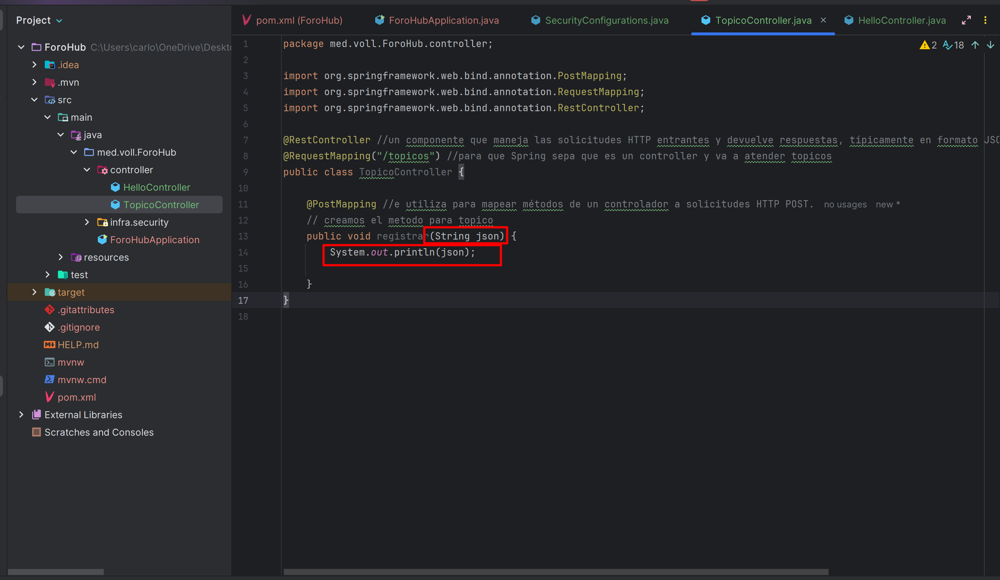 Project
pom.xml (ForoHub) ForoHubApplication.java SecurityConfigurations.java TopicoController.java HelloController.java
ForoHub C:\Users\carlo\OneDrive\Deskto
.idea
.mvn
src
main
java
med.voll.ForoHub
controller
HelloController
TopicoController
infra.security
ForoHubApplication
resources
test
target
.gitattributes
.gitignore
HELP.md
mvnw
mvnw.cmd
pom.xml
External Libraries
Scratches and Consoles
2 18
1 package med.voll.ForoHub.controller;
2
3 import org.springframework.web.bind.annotation.PostMapping;
4 import org.springframework.web.bind.annotation.RequestMapping;
5 import org.springframework.web.bind.annotation.RestController;
6
7 @RestController //un componente que maneja las solicitudes HTTP entrantes y devuelve respuestas, típicamente en formato JSO
8 @RequestMapping("/topicos") //para que Spring sepa que es un controller y va a atender topicos
9 public class TopicoController {
10
11 @PostMapping //e utiliza para mapear métodos de un controlador a solicitudes HTTP POST. no usages new *
12 // creamos el metodo para topico
13 public void registrar(String json) {
14 System.out.println(json);
15
16 }
17 }
18